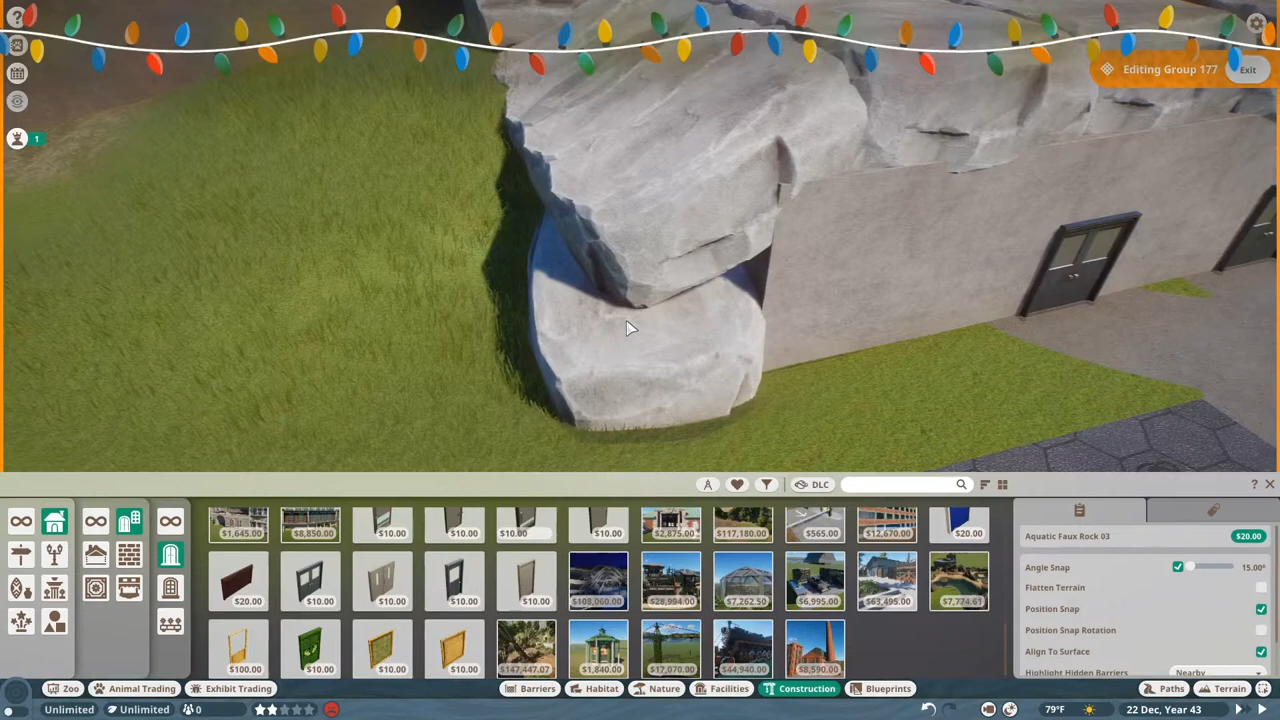 ?
Editing Group 177
Exit
1
DLC
? ×
$1,645.00 $8,850.00 $10.00 $10.00 $10.00 $10.00 $2,875.00 $117,180.00 $565.00 $12,670.00 $20.00
$20.00 $10.00 $10.00 $10.00 $10.00 $108,060.00 $28,994.00 $7,262.50 $6,995.00 $63,495.00 $7,774.61
$100.00 $10.00 $10.00 $10.00 $147,447.07 $1,840.00 $17,070.00 $44,940.00 $8,590.00
Aquatic Faux Rock 03 $20.00
Angle Snap 15.00°
Flatten Terrain
Position Snap
Position Snap Rotation
Align To Surface
Highlight Hidden Barriers Nearby
Zoo Animal Trading Exhibit Trading Barriers Habitat Nature Facilities Construction Blueprints Paths Terrain
Unlimited Unlimited 0 79°F 22 Dec, Year 43